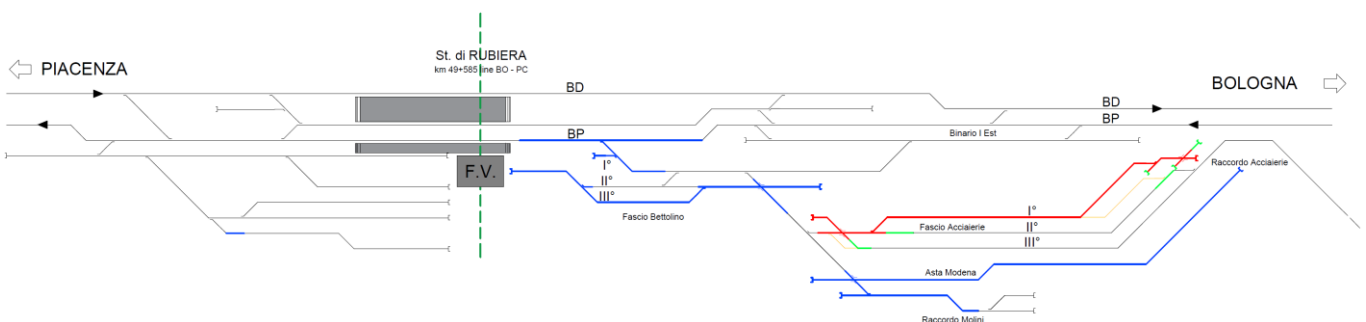 St. di RUBIERA
km 49+585 line BO - PC
PIACENZA
BOLOGNA
BD
BD
BP
BP
Binario I Est
Raccordo Acciaierie
F.V.
I°
II°
III°
Fascio Bettolino
I°
Fascio Acciaierie
II°
III°
Asta Modena
Raccordo Molini